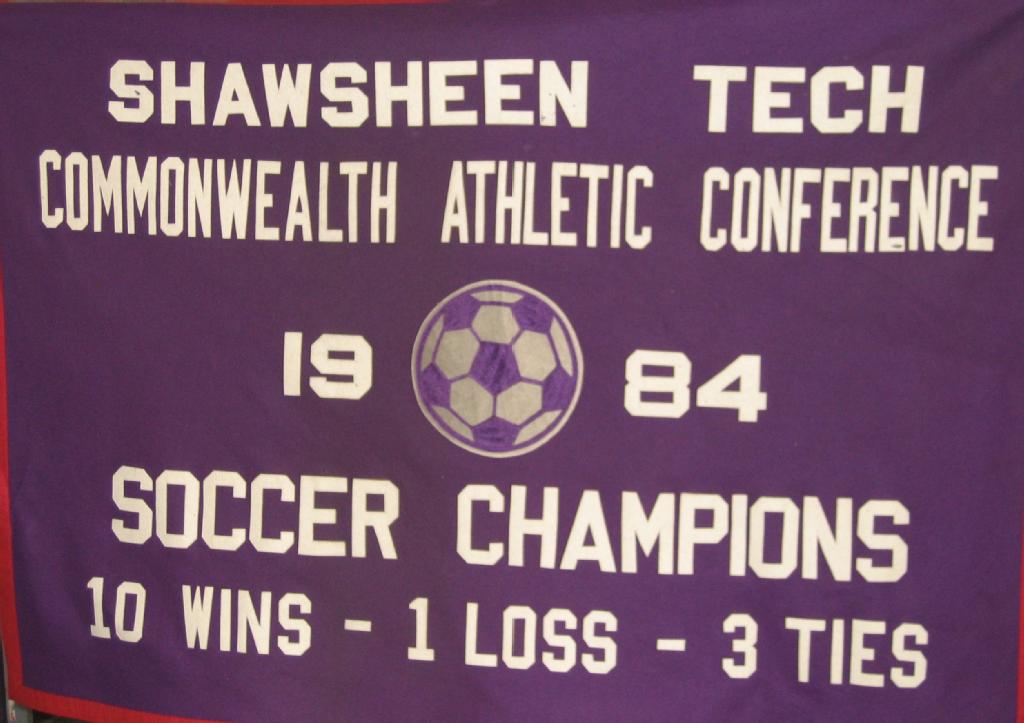 SHAWSHEEN TECH
COMMONWEALTH ATHLETIC CONFERENCE
19 84
SOCCER CHAMPIONS
10 WINS - 1 LOSS - 3 TIES